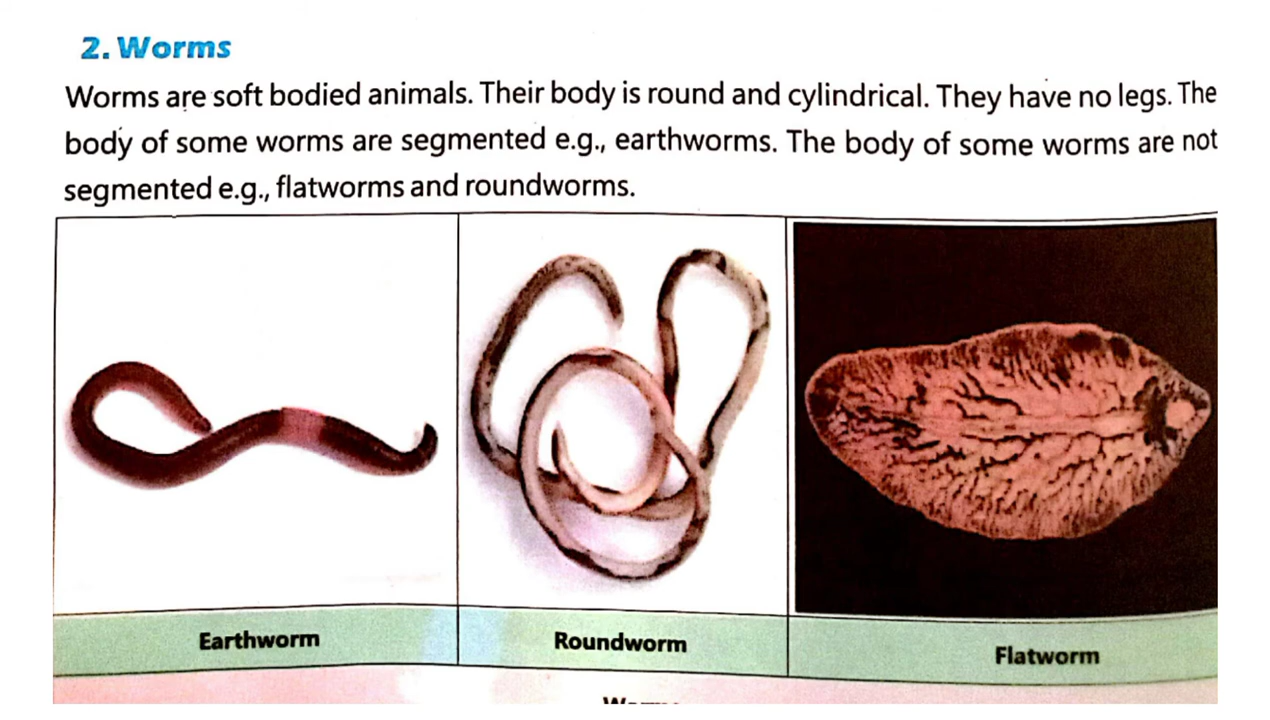 2. Worms
Worms are soft bodied animals. Their body is round and cylindrical. They have no legs. The
body of some worms are segmented e.g., earthworms. The body of some worms are not
segmented e.g., flatworms and roundworms.
Earthworm
Roundworm
Flatworm